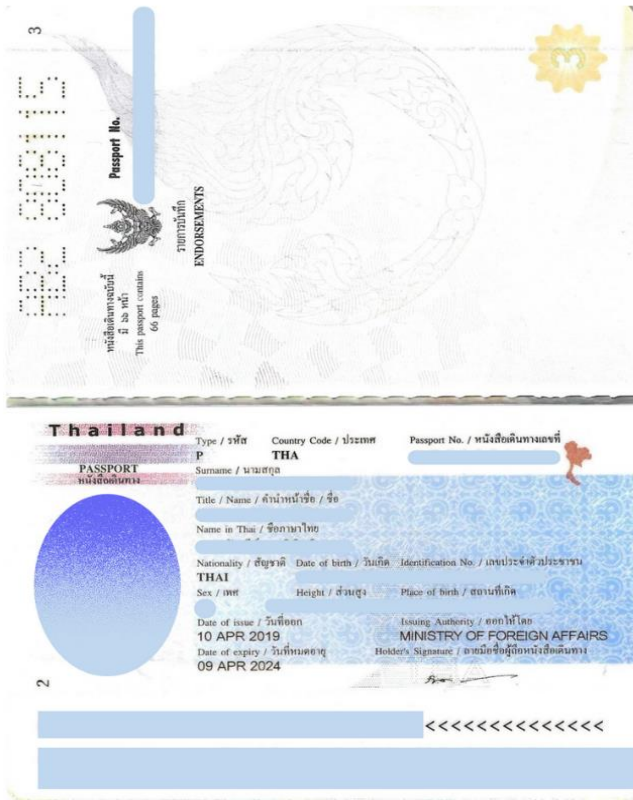 3
Passport No.
หนังสือเดินทางฉบับนี้
มี ๖๖ หน้า
This passport contains
66 pages
รายการบันทึก
ENDORSEMENTS
Thailand
PASSPORT
หนังสือเดินทาง
Type / รหัส Country Code / ประเทศ Passport No. / หนังสือเดินทางเลขที่
P THA
Surname / นามสกุล
Title / Name / คำนำหน้าชื่อ / ชื่อ
Name in Thai / ชื่อภาษาไทย
Nationality / สัญชาติ Date of birth / วันเกิด Identification No. / เลขประจำตัวประชาชน
THAI
Sex / เพศ Height / ส่วนสูง Place of birth / สถานที่เกิด
Date of issue / วันที่ออก Issuing Authority / ออกให้โดย
10 APR 2019 MINISTRY OF FOREIGN AFFAIRS
Date of expiry / วันที่หมดอายุ Holder's Signature / ลายมือชื่อผู้ถือหนังสือเดินทาง
09 APR 2024
2
<<<<<<<<<<<<<<